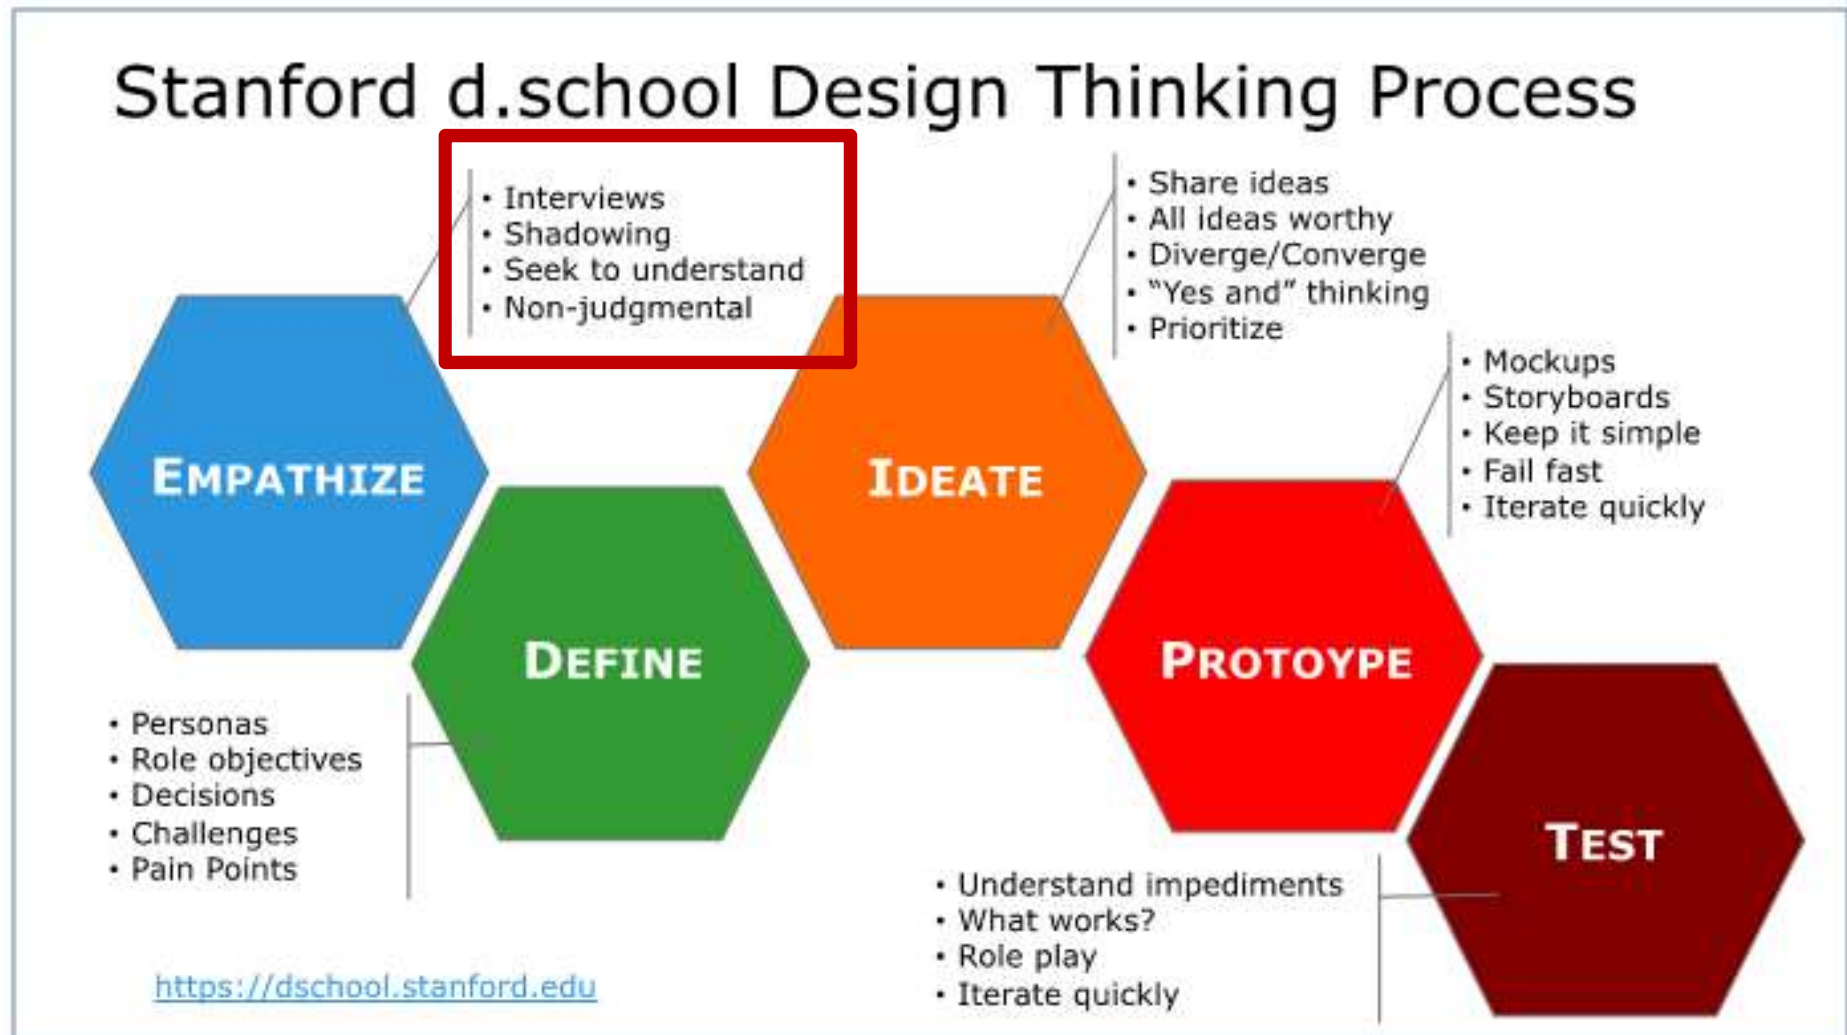 Stanford d.school Design Thinking Process
• Interviews
• Shadowing
• Seek to understand
• Non-judgmental
EMPATHIZE
• Personas
• Role objectives
• Decisions
• Challenges
• Pain Points
DEFINE
• Share ideas
• All ideas worthy
• Diverge/Converge
• “Yes and” thinking
• Prioritize
IDEATE
• Mockups
• Storyboards
• Keep it simple
• Fail fast
• Iterate quickly
PROTOYPE
• Understand impediments
• What works?
• Role play
• Iterate quickly
TEST
https://dschool.stanford.edu